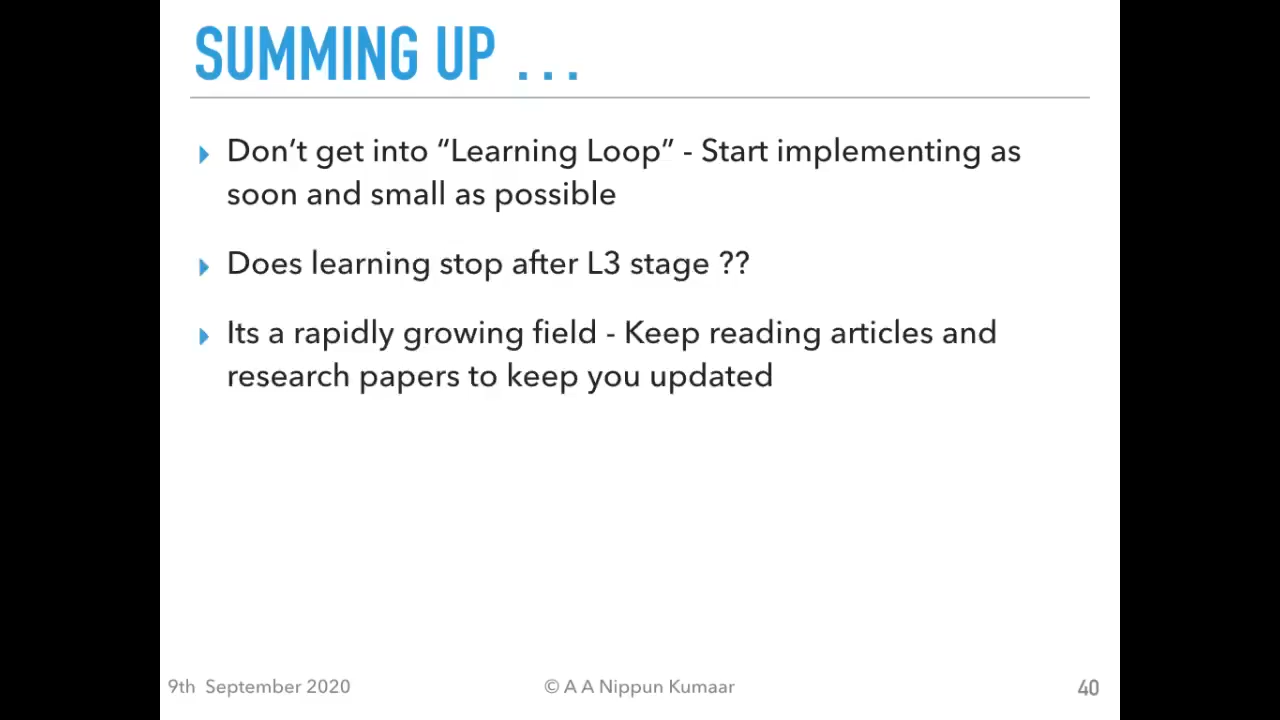 SUMMING UP ...
Don’t get into “Learning Loop” - Start implementing as
soon and small as possible
Does learning stop after L3 stage ??
Its a rapidly growing field - Keep reading articles and
research papers to keep you updated
9th September 2020
© A A Nippun Kumaar
40